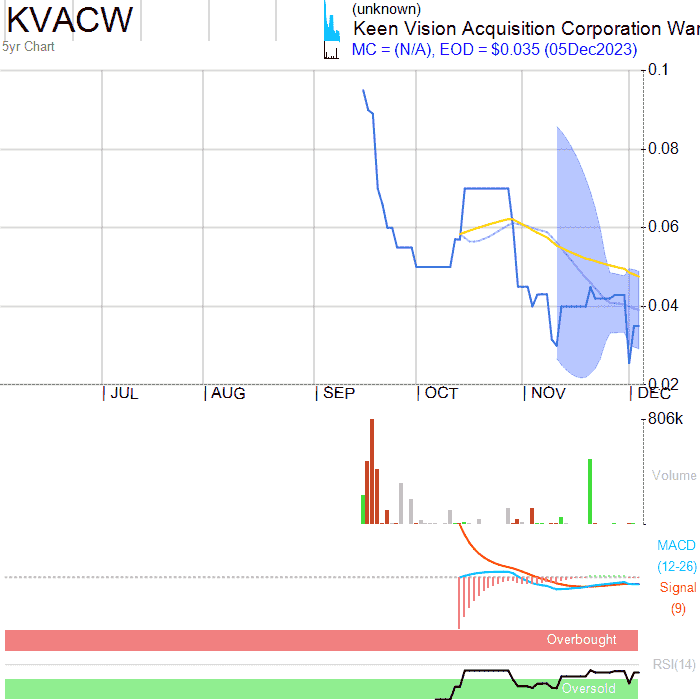 KVACW
5yr Chart
(unknown)
Keen Vision Acquisition Corporation War
MC = (N/A), EOD = $0.035 (05Dec2023)
0.1
0.08
0.06
0.04
0.02
JUL
AUG
SEP
OCT
NOV
DEC
806k
Volume
MACD
(12-26)
Signal
(9)
Overbought
RSI(14)
Oversold